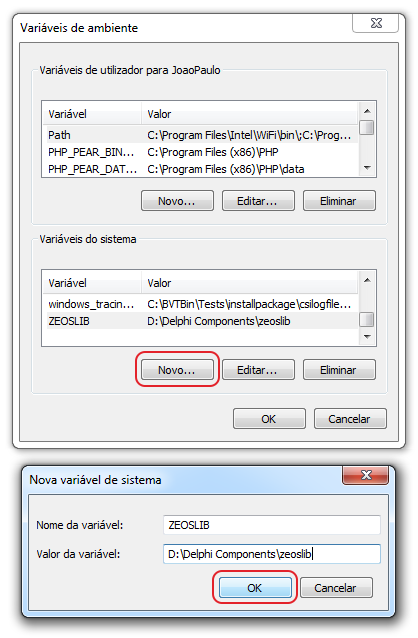 Variáveis de ambiente
Variáveis de utilizador para JoaoPaulo
Variável Valor
Path C:\Program Files\Intel\WiFi\bin\;C:\Prog...
PHP_PEAR_BIN... C:\Program Files (x86)\PHP
PHP_PEAR_DAT... C:\Program Files (x86)\PHP\data
Novo... Editar... Eliminar
Variáveis do sistema
Variável Valor
windows_tracin... C:\BVTBin\Tests\installpackage\csilogfile...
ZEOSLIB D:\Delphi Components\zeoslib
Novo... Editar... Eliminar
OK Cancelar
Nova variável de sistema
Nome da variável: ZEOSLIB
Valor da variável: D:\Delphi Components\zeoslib
OK Cancelar